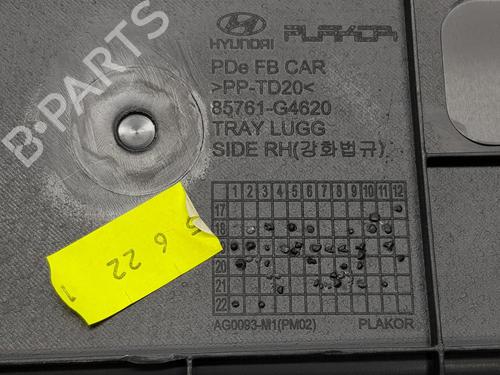 B-PARTS
HYUNDAI PLAKOR
PDe FB CAR
>PP-TD20<
85761-G4620
TRAY LUGG
SIDE RH(강화법규)
1 2 3 4 5 6 7 8 9 10 11 12
17
18
19
20
21
22
6 22
AG0093-M1(PM02) PLAKOR